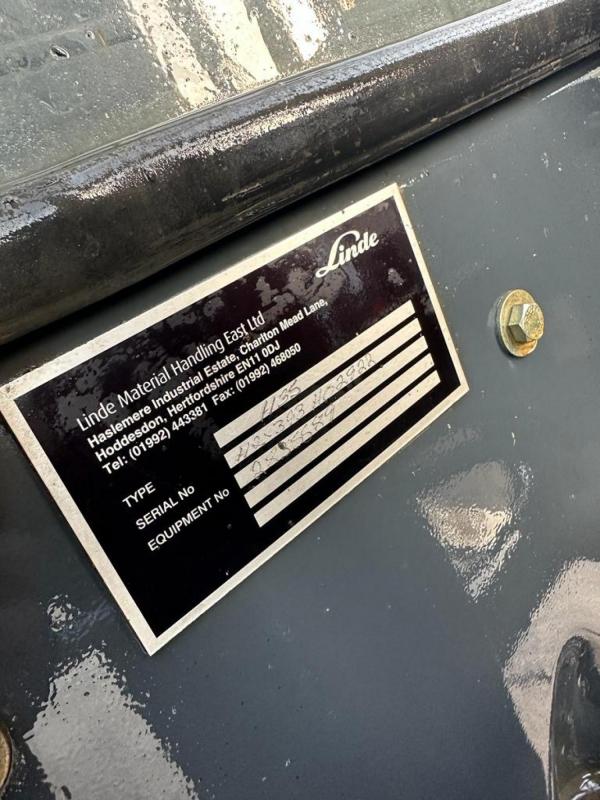 Linde
Linde Material Handling East Ltd
Haslemere Industrial Estate, Charlton Mead Lane,
Hoddesdon, Hertfordshire EN11 0DJ
Tel: (01992) 443381 Fax: (01992) 468050
TYPE H35
SERIAL No
EQUIPMENT No